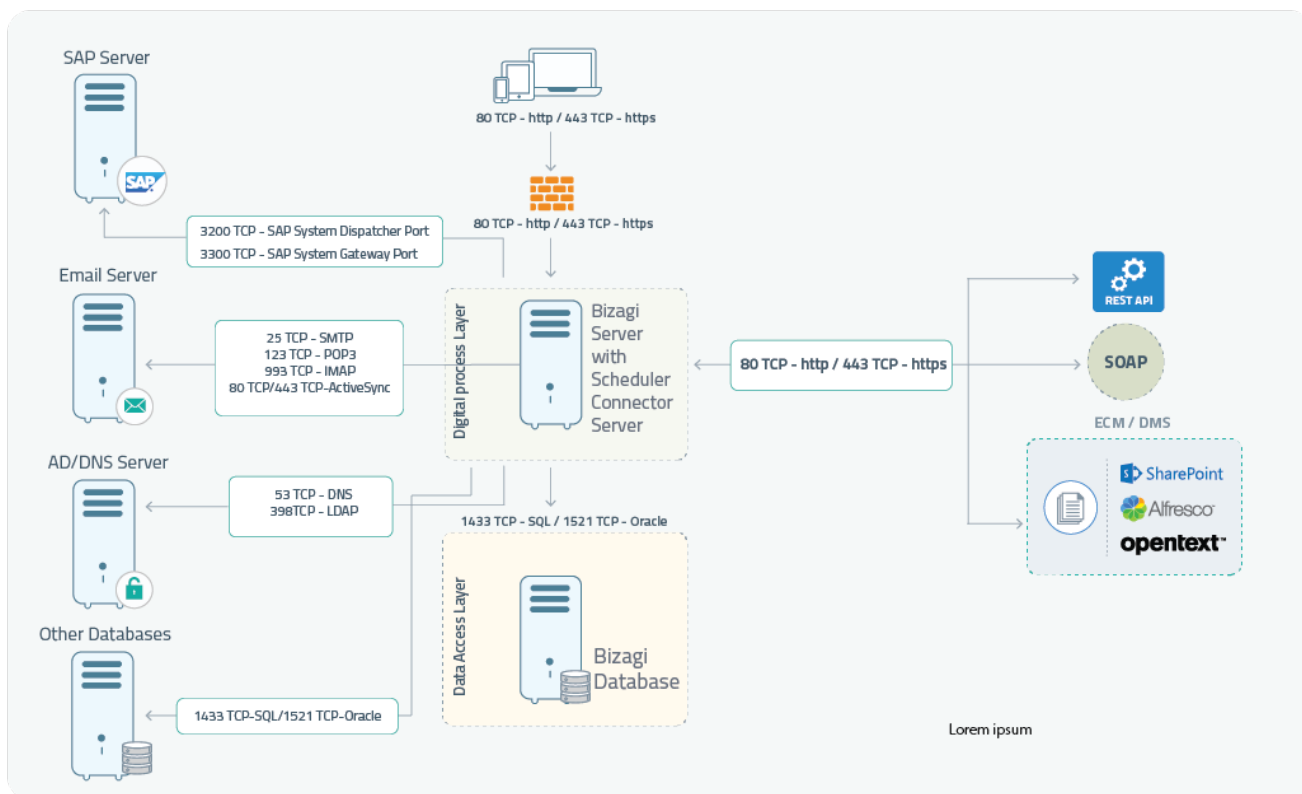 SAP Server
SAP
80 TCP - http / 443 TCP - https
80 TCP - http / 443 TCP - https
3200 TCP - SAP System Dispatcher Port
3300 TCP - SAP System Gateway Port
Email Server
25 TCP - SMTP
123 TCP - POP3
993 TCP - IMAP
80 TCP/443 TCP-ActiveSync
Digital process Layer
Bizagi
Server
with
Scheduler
Connector
Server
80 TCP - http / 443 TCP - https
REST API
SOAP
ECM / DMS
S
SharePoint
Alfresco
opentext™
AD/DNS Server
53 TCP - DNS
398TCP - LDAP
1433 TCP - SQL / 1521 TCP - Oracle
Data Access Layer
Bizagi
Database
Other Databases
1433 TCP-SQL/1521 TCP-Oracle
Lorem ipsum